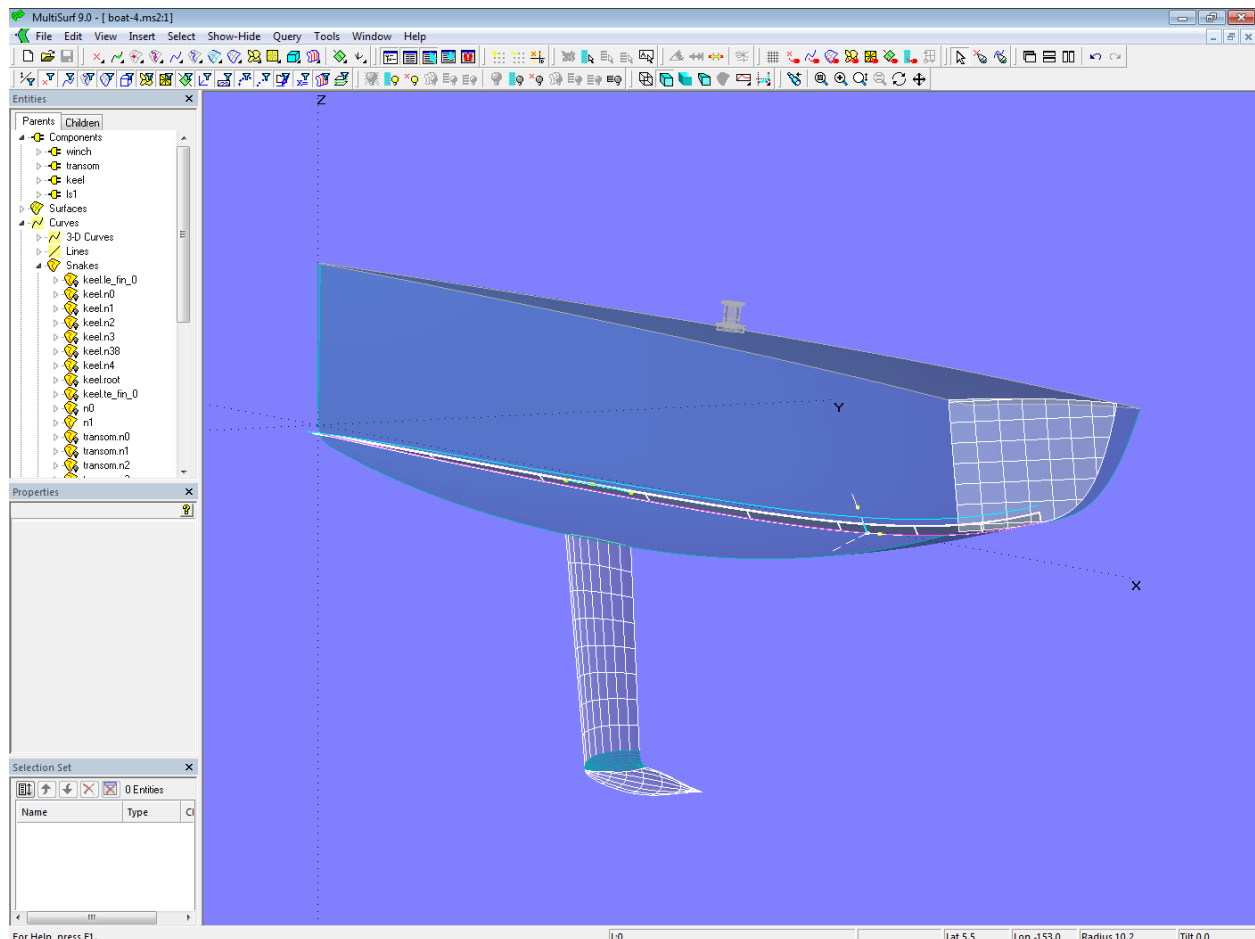 MultiSurf 9.0 - [ boat-4.ms2:1]
File Edit View Insert Select Show-Hide Query Tools Window Help
Entities
Parents Children
Components
winch
transom
keel
ls1
Surfaces
Curves
3-D Curves
Lines
Snakes
keel.le_fin_0
keel.n0
keel.n1
keel.n2
keel.n3
keel.n38
keel.n4
keel.root
keel.te_fin_0
n0
n1
transom.n0
transom.n1
transom.n2
Properties
Selection Set
0 Entities
Name Type Cl
Z
Y
X
For Help, press F1. L:0 Lat 5.5 Lon -153.0 Radius 10.2 Tilt 0.0